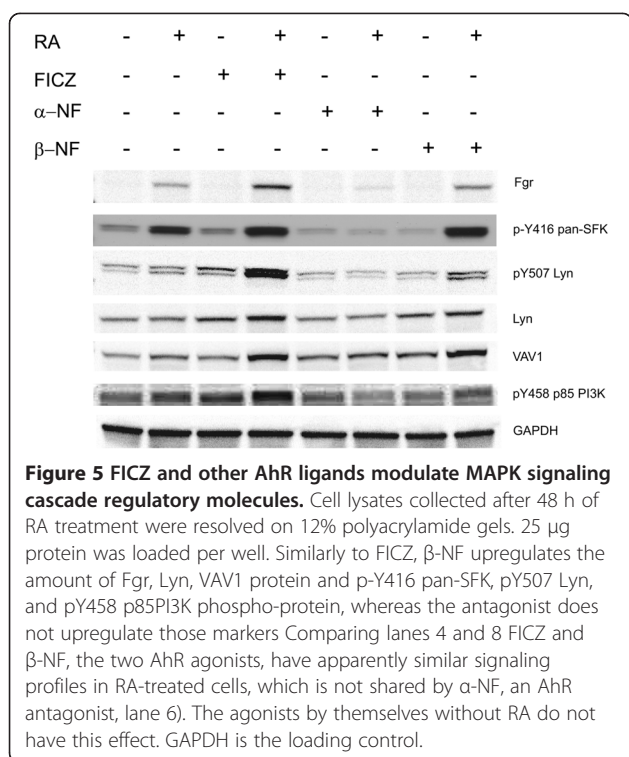 RA - + - + - + - +
FICZ - - + + - - - -
α-NF - - - - + + - -
β-NF - - - - - - + +
Fgr
p-Y416 pan-SFK
pY507 Lyn
Lyn
VAV1
pY458 p85 PI3K
GAPDH
Figure 5 FICZ and other AhR ligands modulate MAPK signaling
cascade regulatory molecules. Cell lysates collected after 48 h of
RA treatment were resolved on 12% polyacrylamide gels. 25 μg
protein was loaded per well. Similarly to FICZ, β-NF upregulates the
amount of Fgr, Lyn, VAV1 protein and p-Y416 pan-SFK, pY507 Lyn,
and pY458 p85PI3K phospho-protein, whereas the antagonist does
not upregulate those markers Comparing lanes 4 and 8 FICZ and
β-NF, the two AhR agonists, have apparently similar signaling
profiles in RA-treated cells, which is not shared by α-NF, an AhR
antagonist, lane 6). The agonists by themselves without RA do not
have this effect. GAPDH is the loading control.